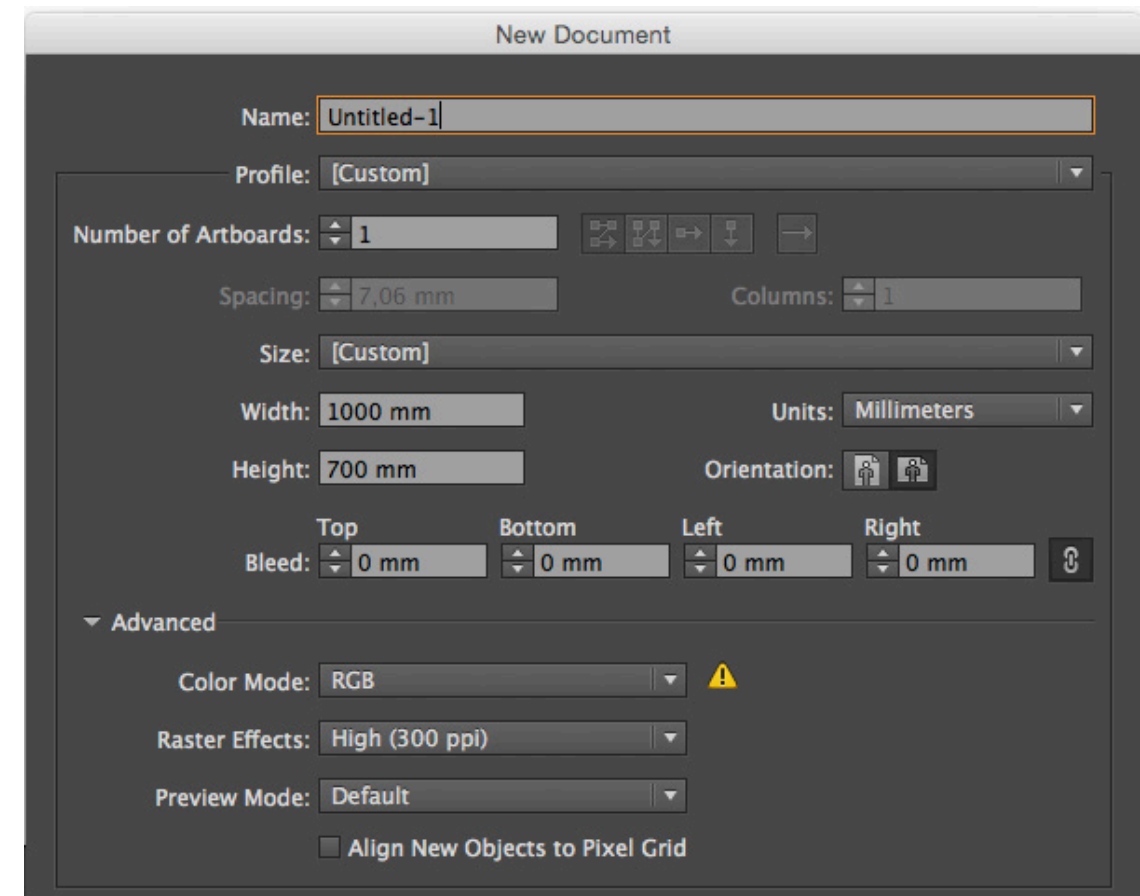 New Document
Name: Untitled-1
Profile: [Custom]
Number of Artboards: 1
Spacing: 7,06 mm Columns: 1
Size: [Custom]
Width: 1000 mm Units: Millimeters
Height: 700 mm Orientation:
Top Bottom Left Right
Bleed: 0 mm 0 mm 0 mm 0 mm
Advanced
Color Mode: RGB
Raster Effects: High (300 ppi)
Preview Mode: Default
Align New Objects to Pixel Grid